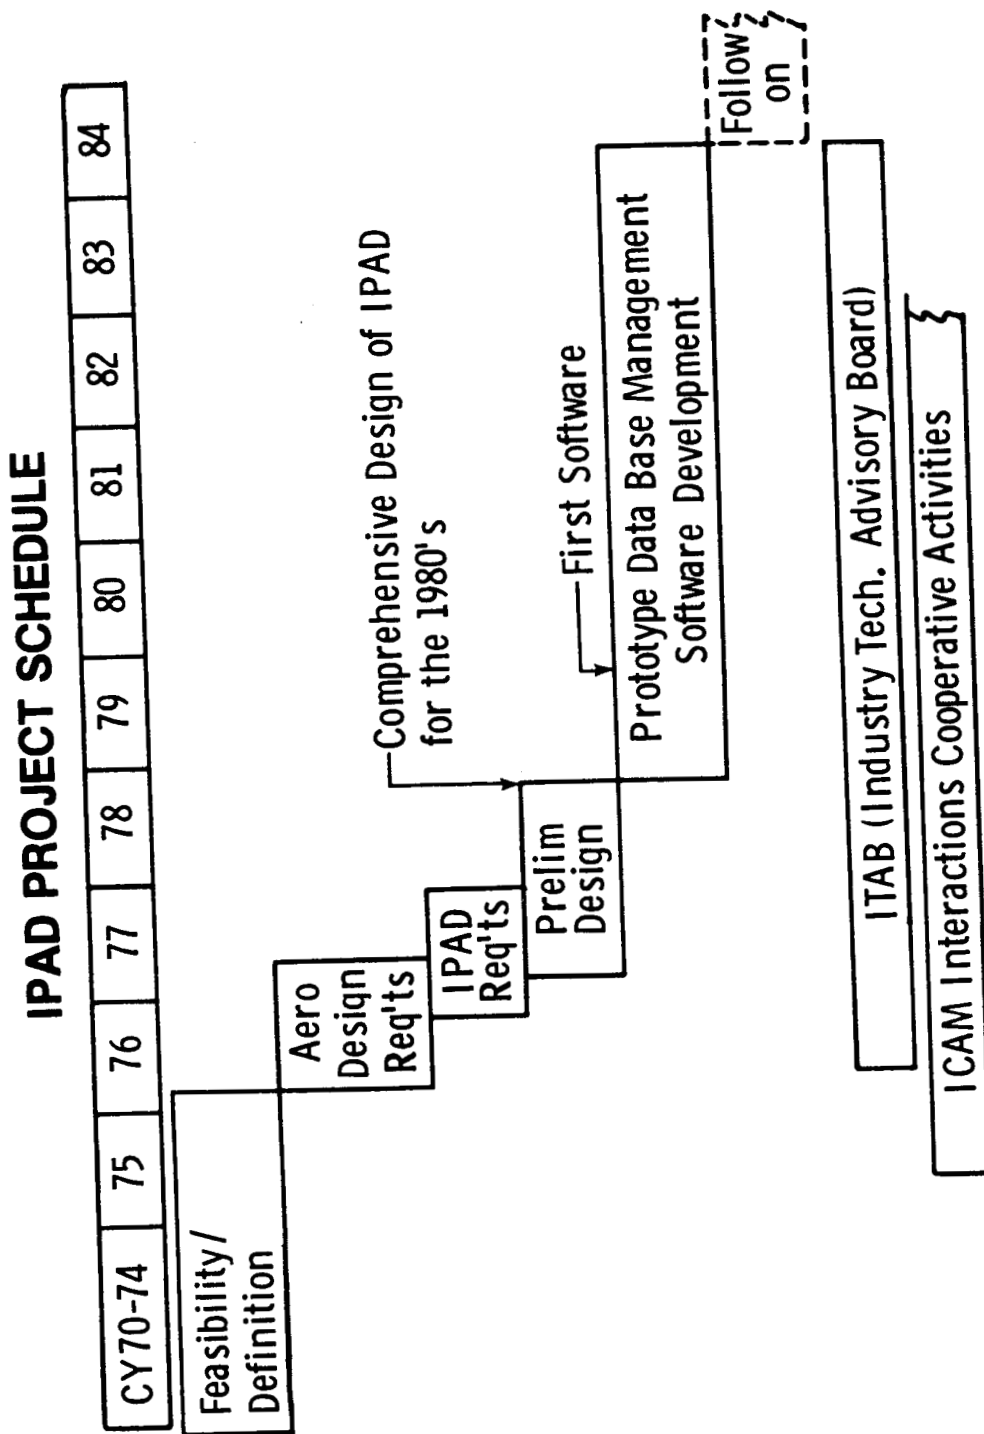 IPAD PROJECT SCHEDULE
CY70-74 75 76 77 78 79 80 81 82 83 84
Feasibility/
Definition
Aero
Design
Req'ts
IPAD
Req'ts
Prelim
Design
Comprehensive Design of IPAD
for the 1980's
First Software
Prototype Data Base Management
Software Development
Follow
on
ITAB (Industry Tech. Advisory Board)
ICAM Interactions Cooperative Activities